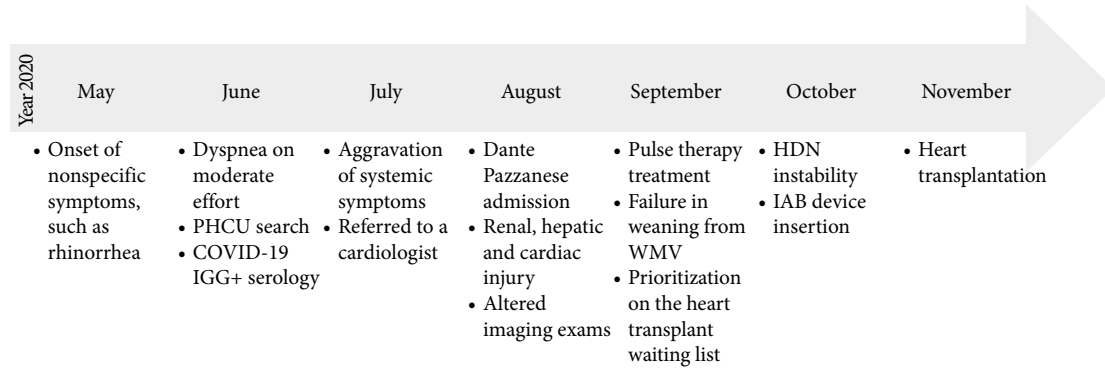 Year 2020
May
June
July
August
September
October
November
• Onset of
nonspecific
symptoms,
such as
rhinorrhea
• Dyspnea on
moderate
effort
• PHCU search
• COVID-19
IGG+ serology
• Aggravation
of systemic
symptoms
• Referred to a
cardiologist
• Dante
Pazzanese
admission
• Renal, hepatic
and cardiac
injury
• Altered
imaging exams
• Pulse therapy
treatment
• Failure in
weaning from
WMV
• Prioritization
on the heart
transplant
waiting list
• HDN
instability
• IAB device
insertion
• Heart
transplantation